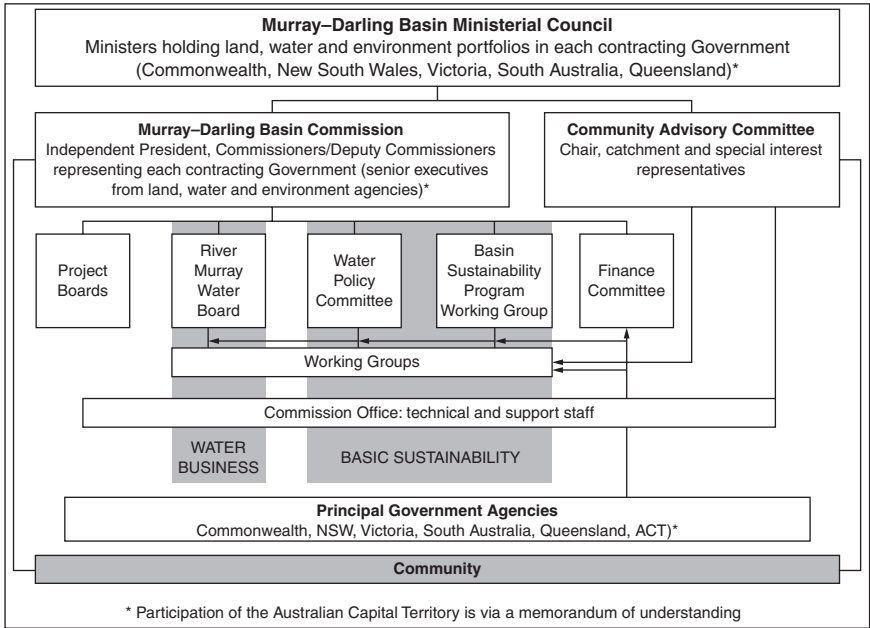 Murray–Darling Basin Ministerial Council
Ministers holding land, water and environment portfolios in each contracting Government
(Commonwealth, New South Wales, Victoria, South Australia, Queensland)*
Murray–Darling Basin Commission
Independent President, Commissioners/Deputy Commissioners
representing each contracting Government (senior executives
from land, water and environment agencies)*
Community Advisory Committee
Chair, catchment and special interest
representatives
Project
Boards
River
Murray
Water
Board
Water
Policy
Committee
Basin
Sustainability
Program
Working Group
Finance
Committee
Working Groups
Commission Office: technical and support staff
WATER
BUSINESS
BASIC SUSTAINABILITY
Principal Government Agencies
Commonwealth, NSW, Victoria, South Australia, Queensland, ACT)*
Community
* Participation of the Australian Capital Territory is via a memorandum of understanding